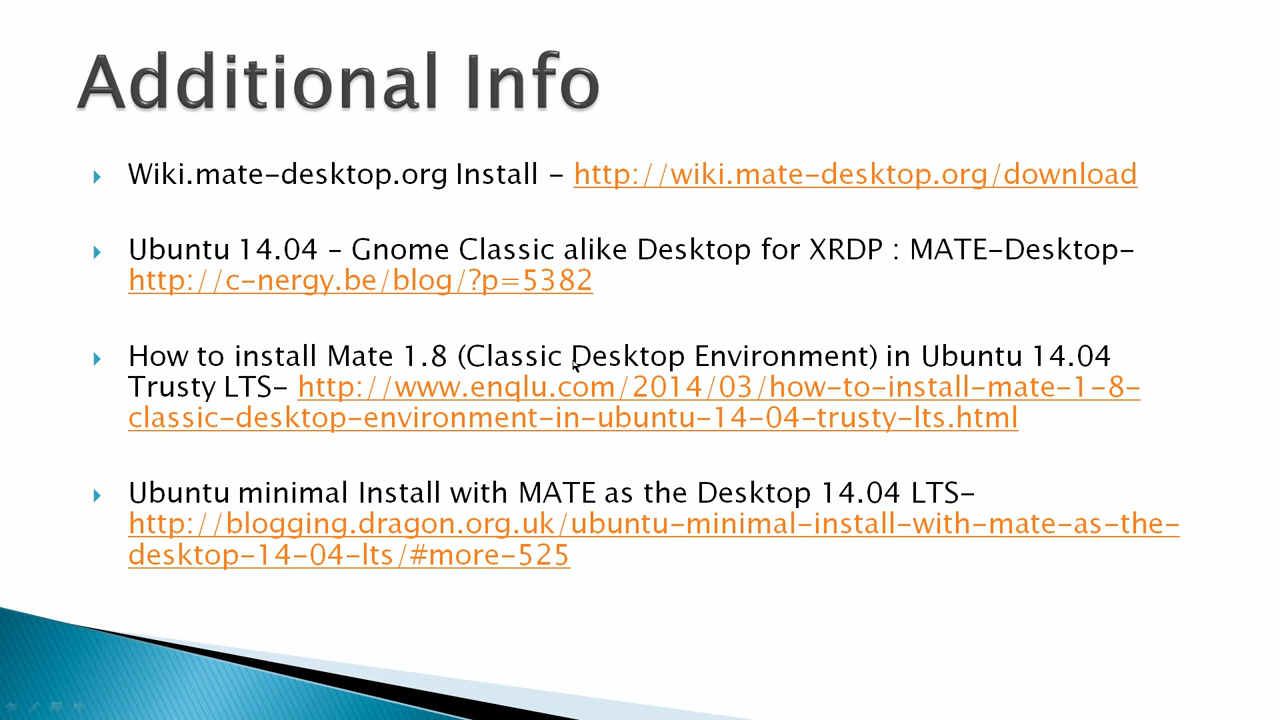 Additional Info
Wiki.mate-desktop.org Install - http://wiki.mate-desktop.org/download
Ubuntu 14.04 – Gnome Classic alike Desktop for XRDP : MATE-Desktop-
http://c-nergy.be/blog/?p=5382
How to install Mate 1.8 (Classic Desktop Environment) in Ubuntu 14.04
Trusty LTS- http://www.enqlu.com/2014/03/how-to-install-mate-1-8-
classic-desktop-environment-in-ubuntu-14-04-trusty-lts.html
Ubuntu minimal Install with MATE as the Desktop 14.04 LTS-
http://blogging.dragon.org.uk/ubuntu-minimal-install-with-mate-as-the-
desktop-14-04-lts/#more-525